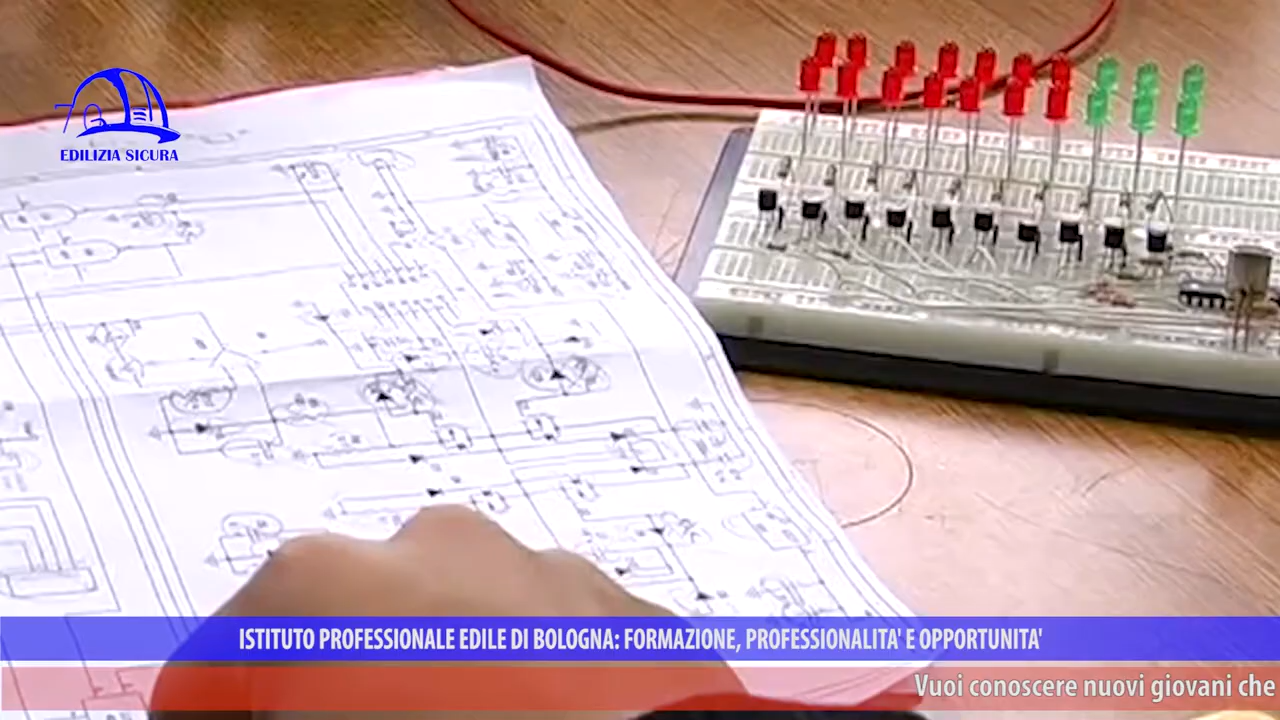 EDILIZIA SICURA
ISTITUTO PROFESSIONALE EDILE DI BOLOGNA: FORMAZIONE, PROFESSIONALITA' E OPPORTUNITA'
Vuoi conoscere nuovi giovani che